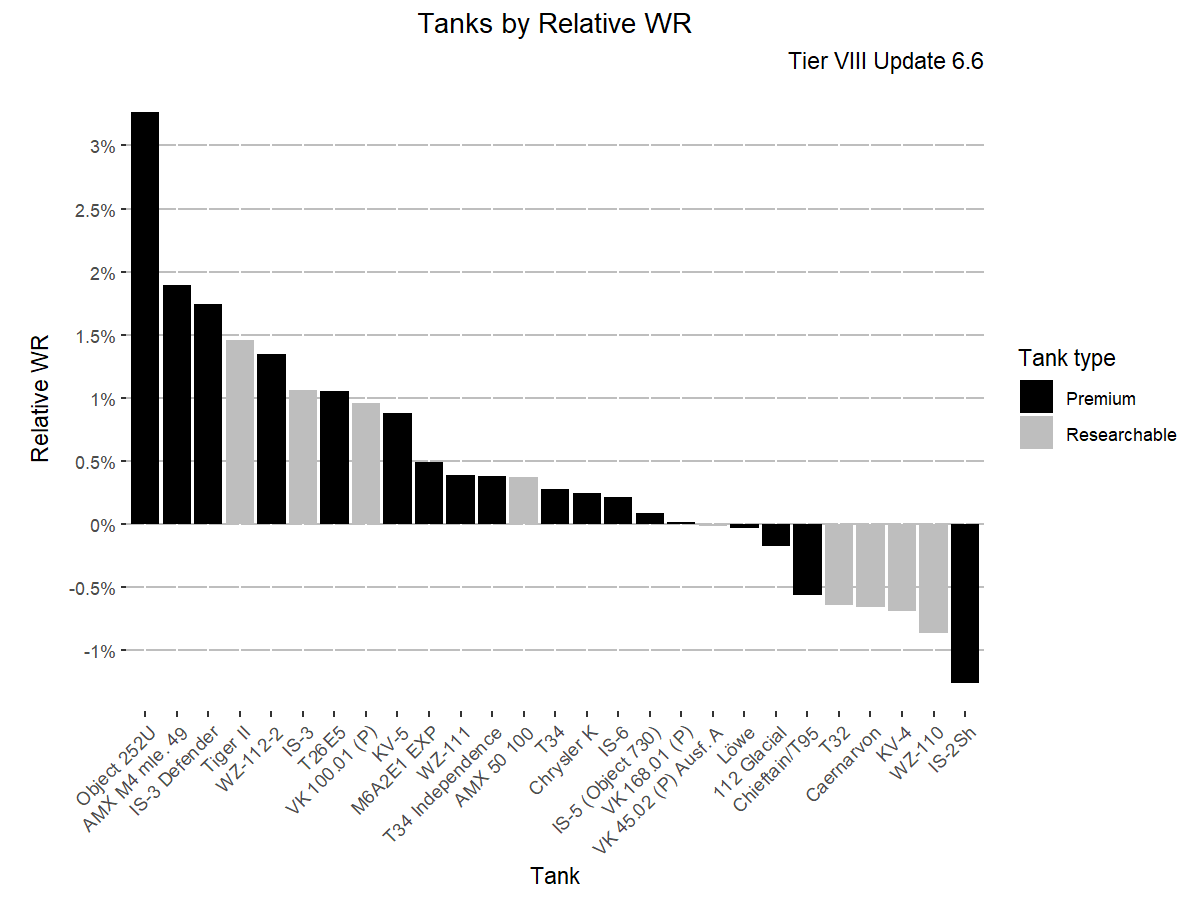 Tanks by Relative WR
Tier VIII Update 6.6
Relative WR
3%
2.5%
2%
1.5%
1%
0.5%
0%
-0.5%
-1%
Object 252U
AMX M4 mle. 49
IS-3 Defender
Tiger II
WZ-112-2
IS-3
T26E5
VK 100.01 (P)
KV-5
M6A2E1 EXP
WZ-111
T34 Independence
AMX 50 100
T34
Chrysler K
IS-6
IS-5 (Object 730)
VK 168.01 (P)
VK 45.02 (P) Ausf. A
Löwe
112 Glacial
Chieftain/T95
T32
Caernarvon
KV-4
WZ-110
IS-2Sh
Tank
Tank type
Premium
Researchable